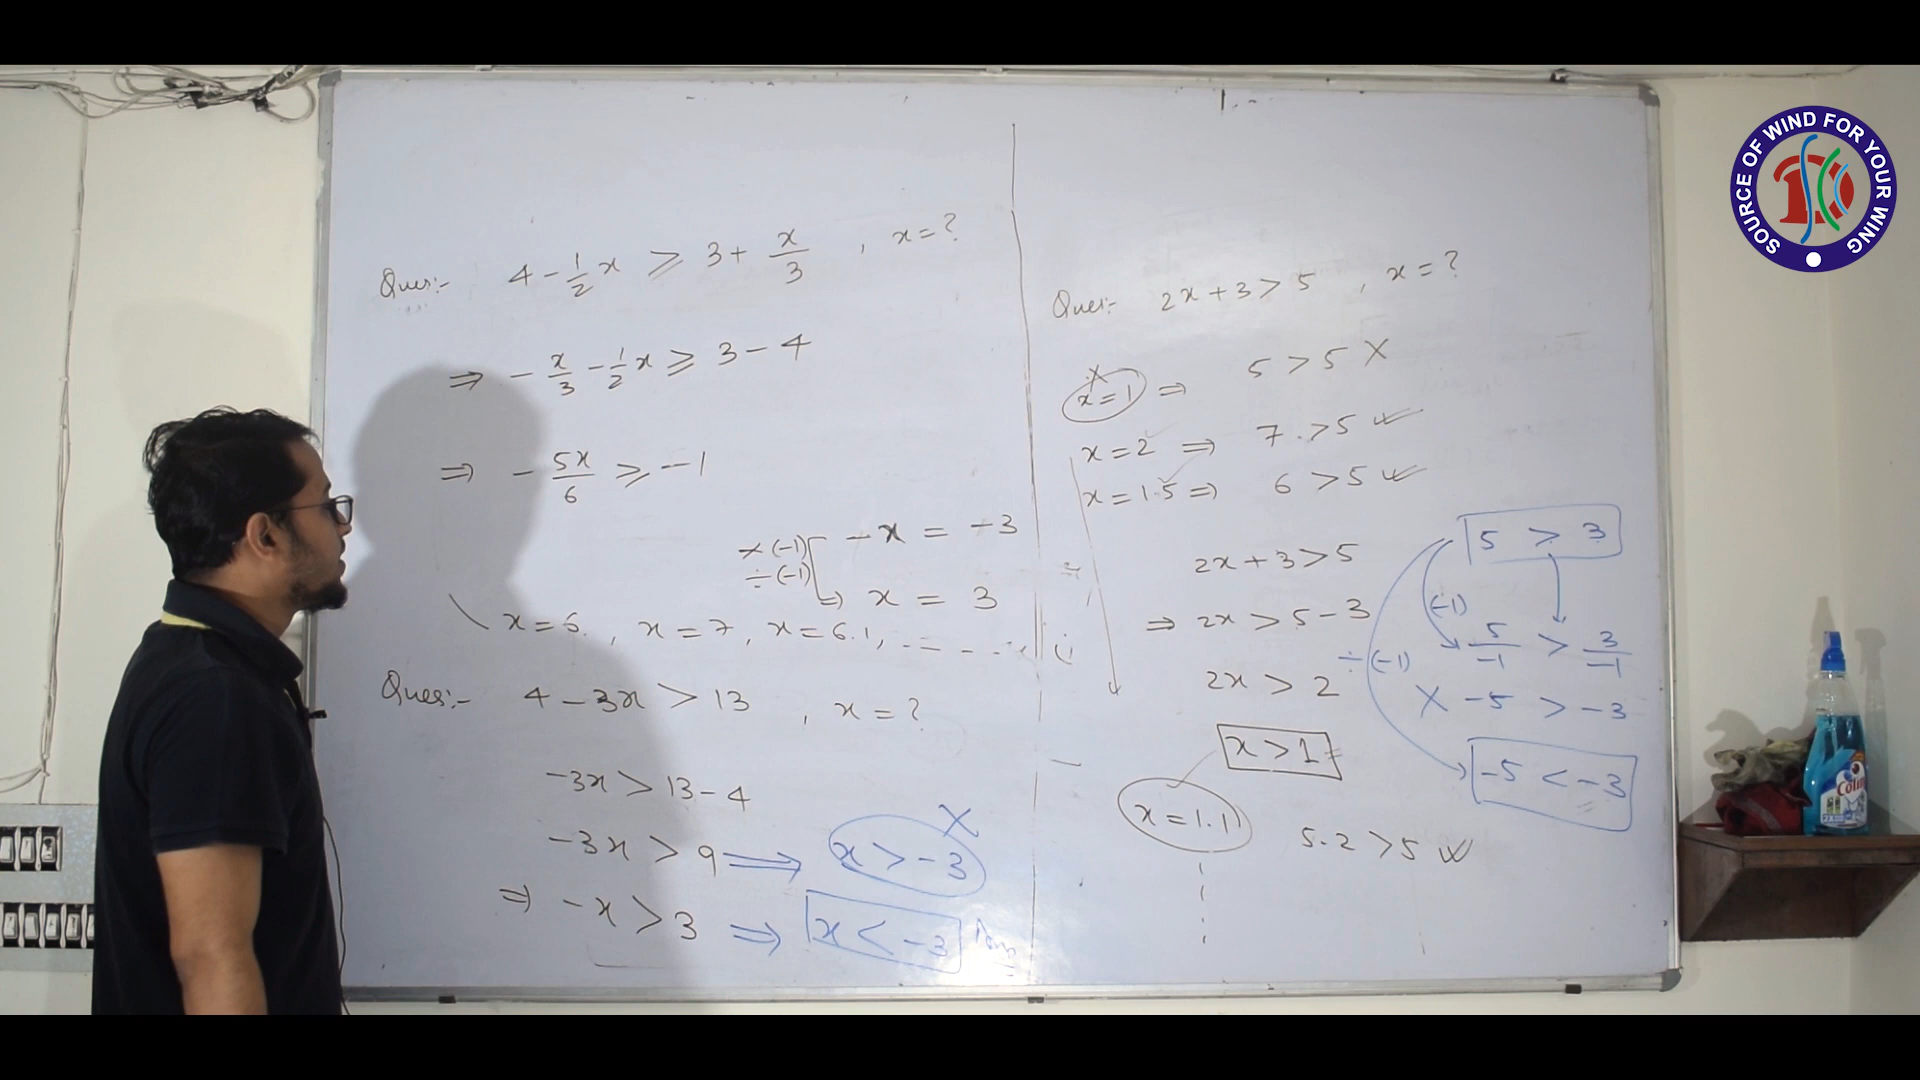 Ques:- 4 - 1/2 x ≥ 3 + x/3 , x = ?
⇒ - x/3 - 1/2 x ≥ 3 - 4
⇒ - 5x/6 ≥ -1
×(-1) - x = -3
÷(-1) → x = 3
x = 6 , x = 7 , x = 6.1 ,
Ques:- 4 - 3x > 13 , x = ?
-3x > 13 - 4
-3x > 9 ⇒ x > -3 X
⇒ -x > 3 ⇒ x < -3 Ans
Ques:- 2x + 3 > 5 , x = ?
x = 1 ⇒ 5 > 5 X
x = 2 ⇒ 7 > 5 ✓
x = 1.5 ⇒ 6 > 5 ✓
2x + 3 > 5
⇒ 2x > 5 - 3
2x > 2
x > 1
x = 1.1 5.2 > 5 ✓
5 > 3
(-1)
5/-1 > 3/-1
÷(-1)
X -5 > -3
-5 < -3
SOURCE OF WIND FOR YOUR WING
Colin